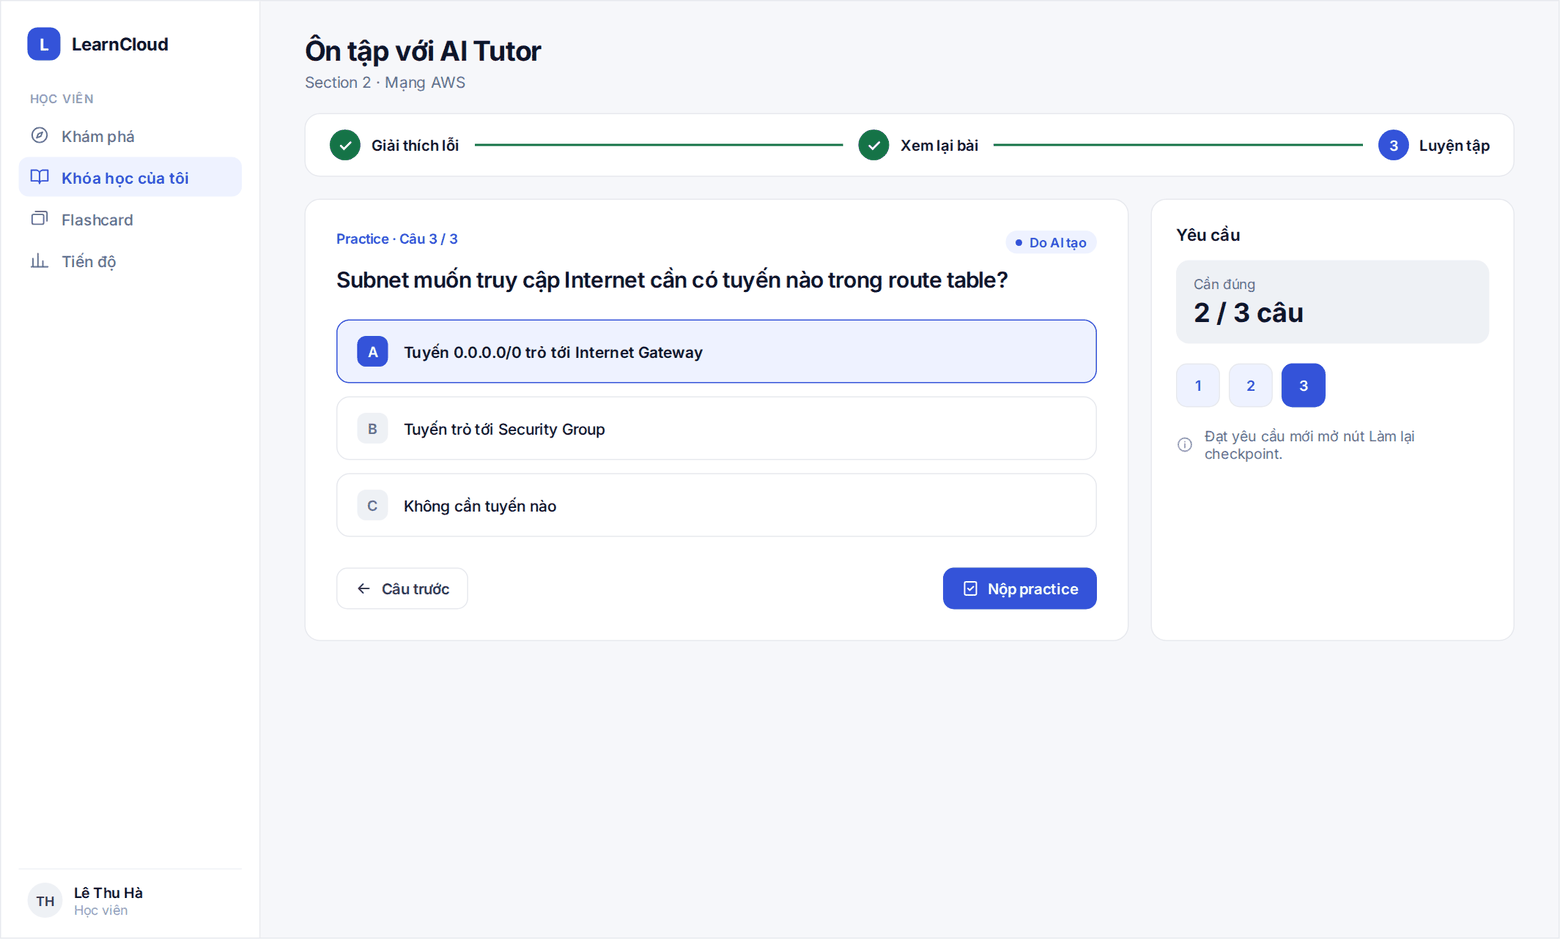 L LearnCloud
HỌC VIÊN
Khám phá
Khóa học của tôi
Flashcard
Tiến độ
TH Lê Thu Hà
Học viên
Ôn tập với AI Tutor
Section 2 · Mạng AWS
Giải thích lỗi
Xem lại bài
3 Luyện tập
Practice · Câu 3 / 3
Do AI tạo
Subnet muốn truy cập Internet cần có tuyến nào trong route table?
A Tuyến 0.0.0.0/0 trỏ tới Internet Gateway
B Tuyến trỏ tới Security Group
C Không cần tuyến nào
Câu trước
Nộp practice
Yêu cầu
Cần đúng
2 / 3 câu
1 2 3
Đạt yêu cầu mới mở nút Làm lại
checkpoint.